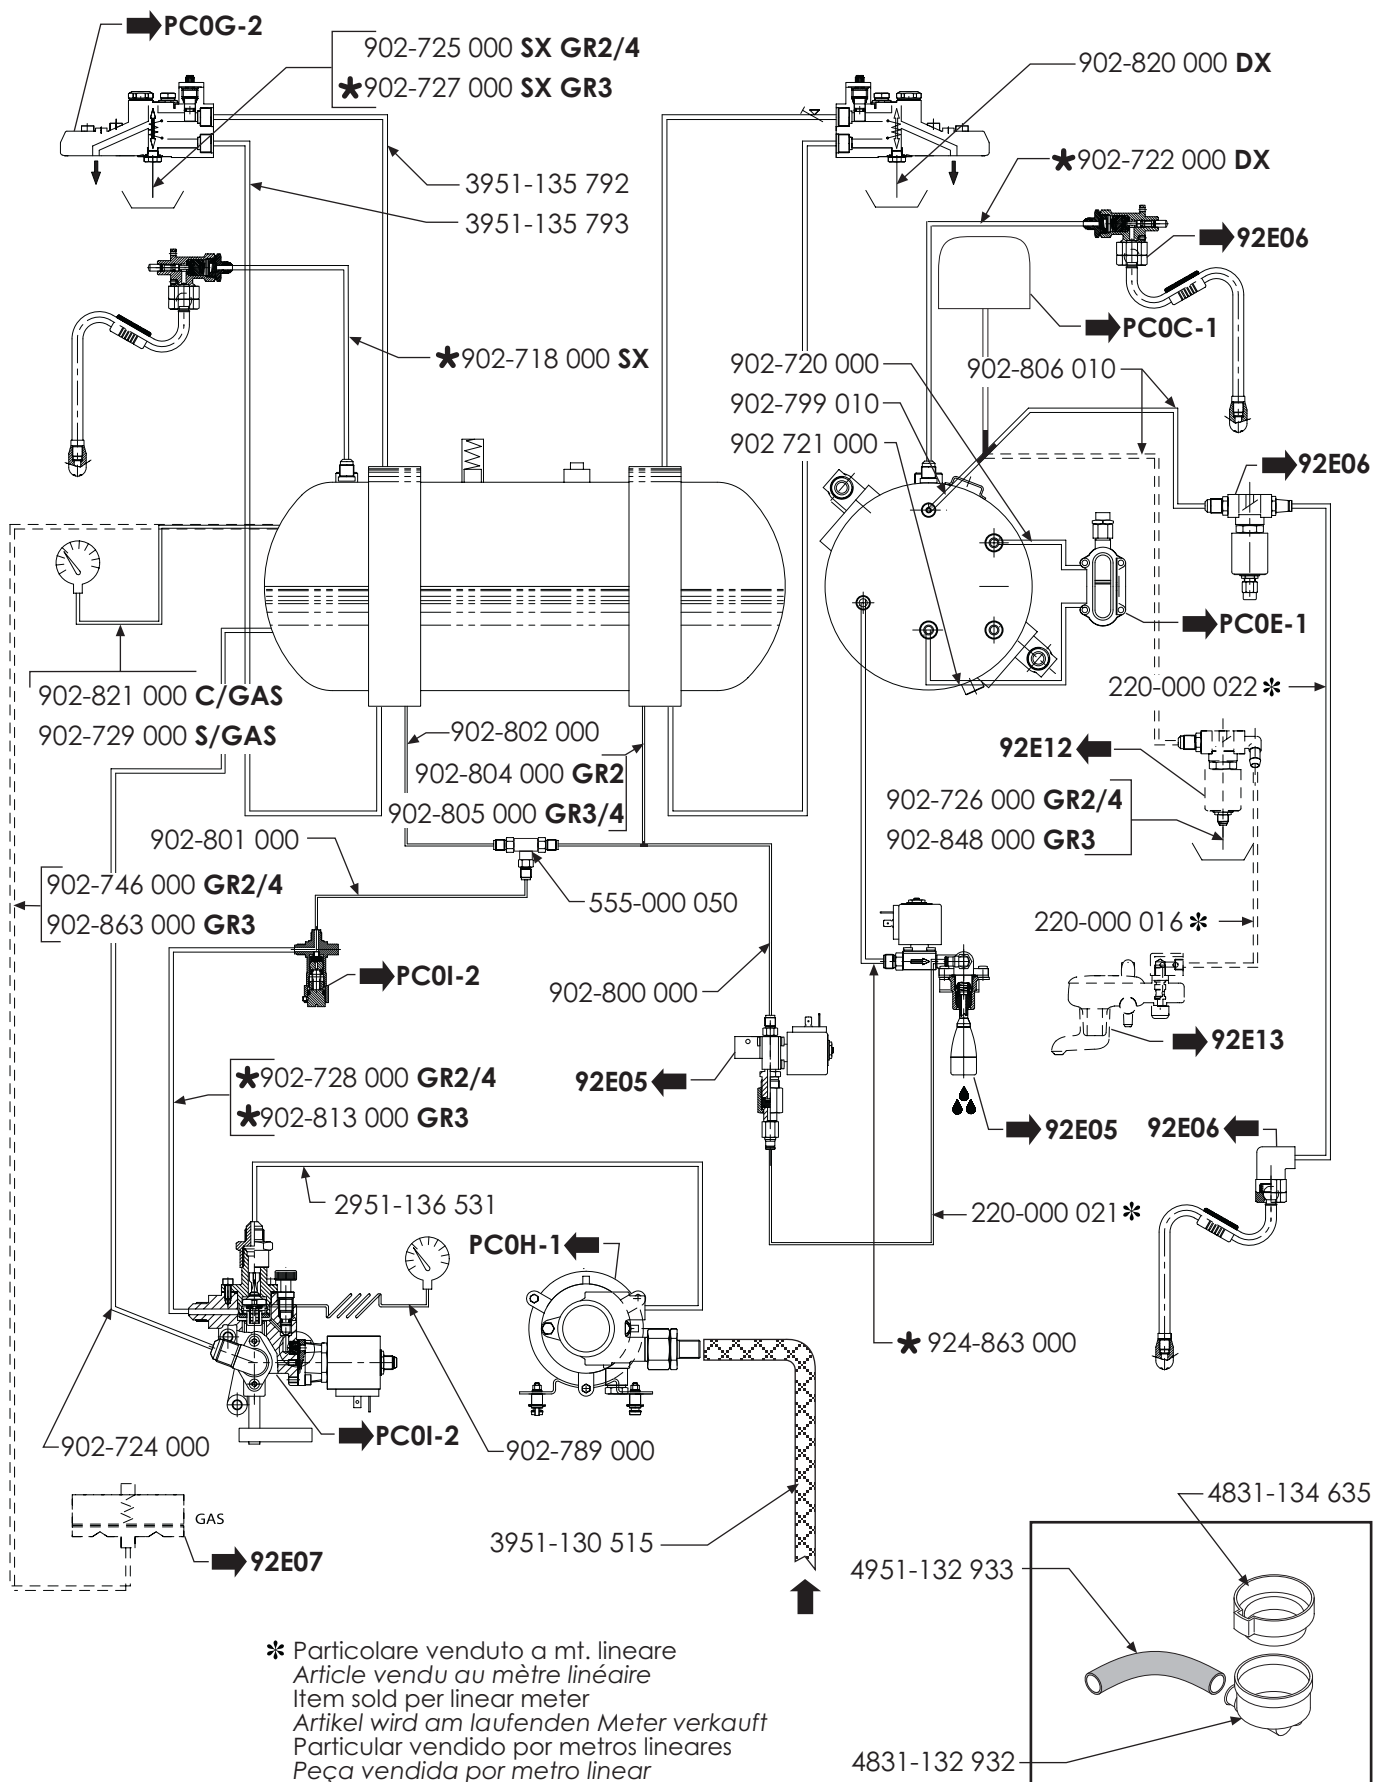 PC0G-2
902-725 000 SX GR2/4
★902-727 000 SX GR3
902-820 000 DX
★902-722 000 DX
3951-135 792
3951-135 793
92E06
PC0C-1
★902-718 000 SX
902-720 000
902-806 010
902-799 010
902 721 000
92E06
PC0E-1
902-821 000 C/GAS
902-729 000 S/GAS
220-000 022 *
902-802 000
92E12
902-804 000 GR2
902-805 000 GR3/4
902-726 000 GR2/4
902-848 000 GR3
902-801 000
902-746 000 GR2/4
902-863 000 GR3
555-000 050
220-000 016 *
PC0I-2
902-800 000
92E13
★902-728 000 GR2/4
★902-813 000 GR3
92E05
92E05
92E06
2951-136 531
220-000 021 *
PC0H-1
★ 924-863 000
902-724 000
PC0I-2
902-789 000
GAS
92E07
3951-130 515
4831-134 635
4951-132 933
4831-132 932
* Particolare venduto a mt. lineare
Article vendu au mètre linéaire
Item sold per linear meter
Artikel wird am laufenden Meter verkauft
Particular vendido por metros lineares
Peça vendida por metro linear